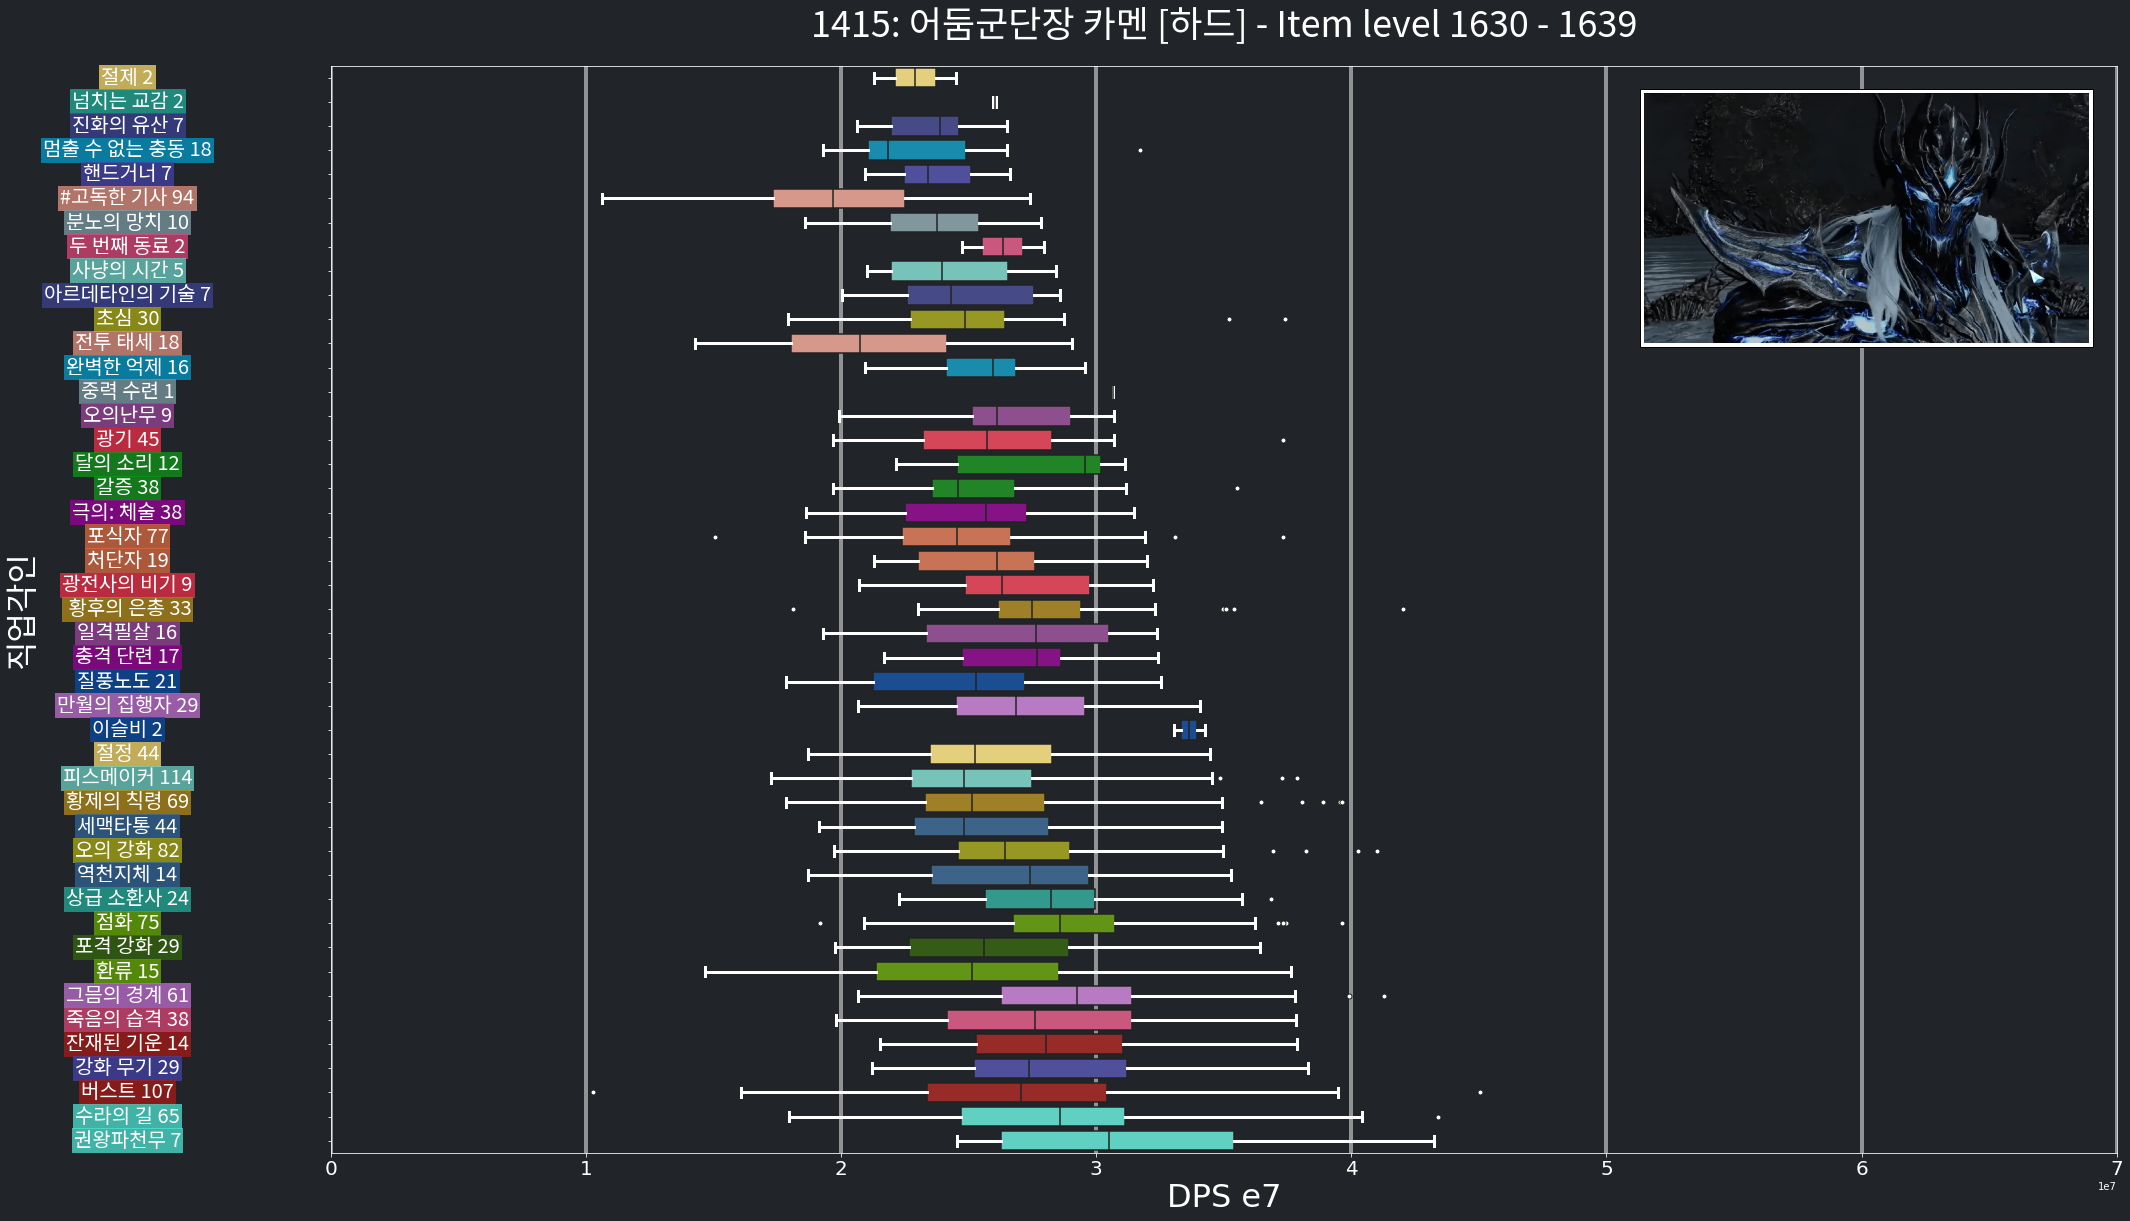 1415: 어둠군단장 카멘 [하드] - Item level 1630 - 1639
절제 2
넘치는 교감 2
진화의 유산 7
멈출 수 없는 충동 18
핸드거너 7
#고독한 기사 94
분노의 망치 10
두 번째 동료 2
사냥의 시간 5
아르데타인의 기술 7
초심 30
전투 태세 18
완벽한 억제 16
중력 수련 1
오의난무 9
광기 45
달의 소리 12
갈증 38
극의: 체술 38
포식자 77
처단자 19
광전사의 비기 9
황후의 은총 33
일격필살 16
충격 단련 17
질풍노도 21
만월의 집행자 29
이슬비 2
절정 44
피스메이커 114
황제의 칙령 69
세맥타통 44
오의 강화 82
역천지체 14
상급 소환사 24
점화 75
포격 강화 29
환류 15
그믐의 경계 61
죽음의 습격 38
잔재된 기운 14
강화 무기 29
버스트 107
수라의 길 65
권왕파천무 7
직업각인
0 1 2 3 4 5 6 7
1e7
DPS e7